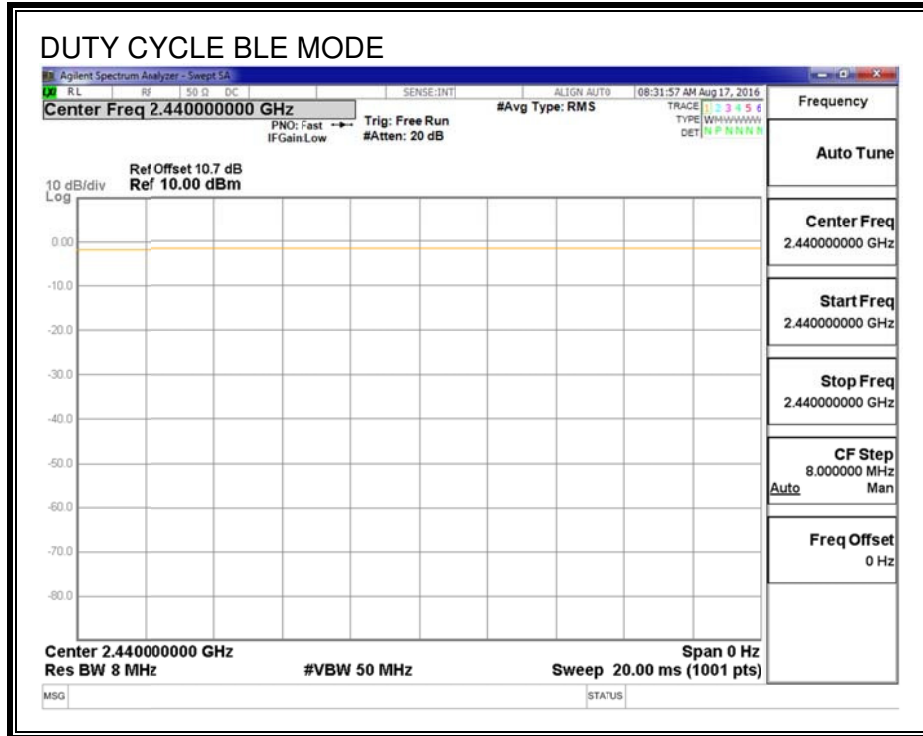 DUTY CYCLE BLE MODE
Agilent Spectrum Analyzer - Swept SA
RL RF 50 Ω DC SENSE:INT ALIGN AUTO 08:31:57 AM Aug 17, 2016
Center Freq 2.440000000 GHz
#Avg Type: RMS
TRACE 1 2 3 4 5 6
PNO: Fast
Trig: Free Run
TYPE
IFGain:Low
#Atten: 20 dB
DET N P N N N N
Frequency
Auto Tune
Ref Offset 10.7 dB
10 dB/div Ref 10.00 dBm
Log
0.00
-10.0
-20.0
-30.0
-40.0
-50.0
-60.0
-70.0
-80.0
Center Freq
2.440000000 GHz
Start Freq
2.440000000 GHz
Stop Freq
2.440000000 GHz
CF Step
8.000000 MHz
Auto Man
Freq Offset
0 Hz
Center 2.440000000 GHz Span 0 Hz
Res BW 8 MHz #VBW 50 MHz Sweep 20.00 ms (1001 pts)
MSG STATUS